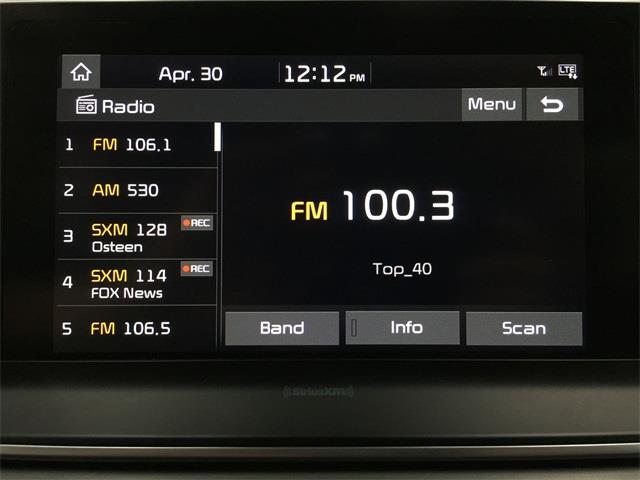 Apr. 30 12:12 PM LTE
Radio Menu
1 FM 106.1
2 AM 530
3 SXM 128 REC
Osteen
4 SXM 114 REC
FOX News
5 FM 106.5
FM 100.3
Top_40
Band Info Scan
SiriusXM